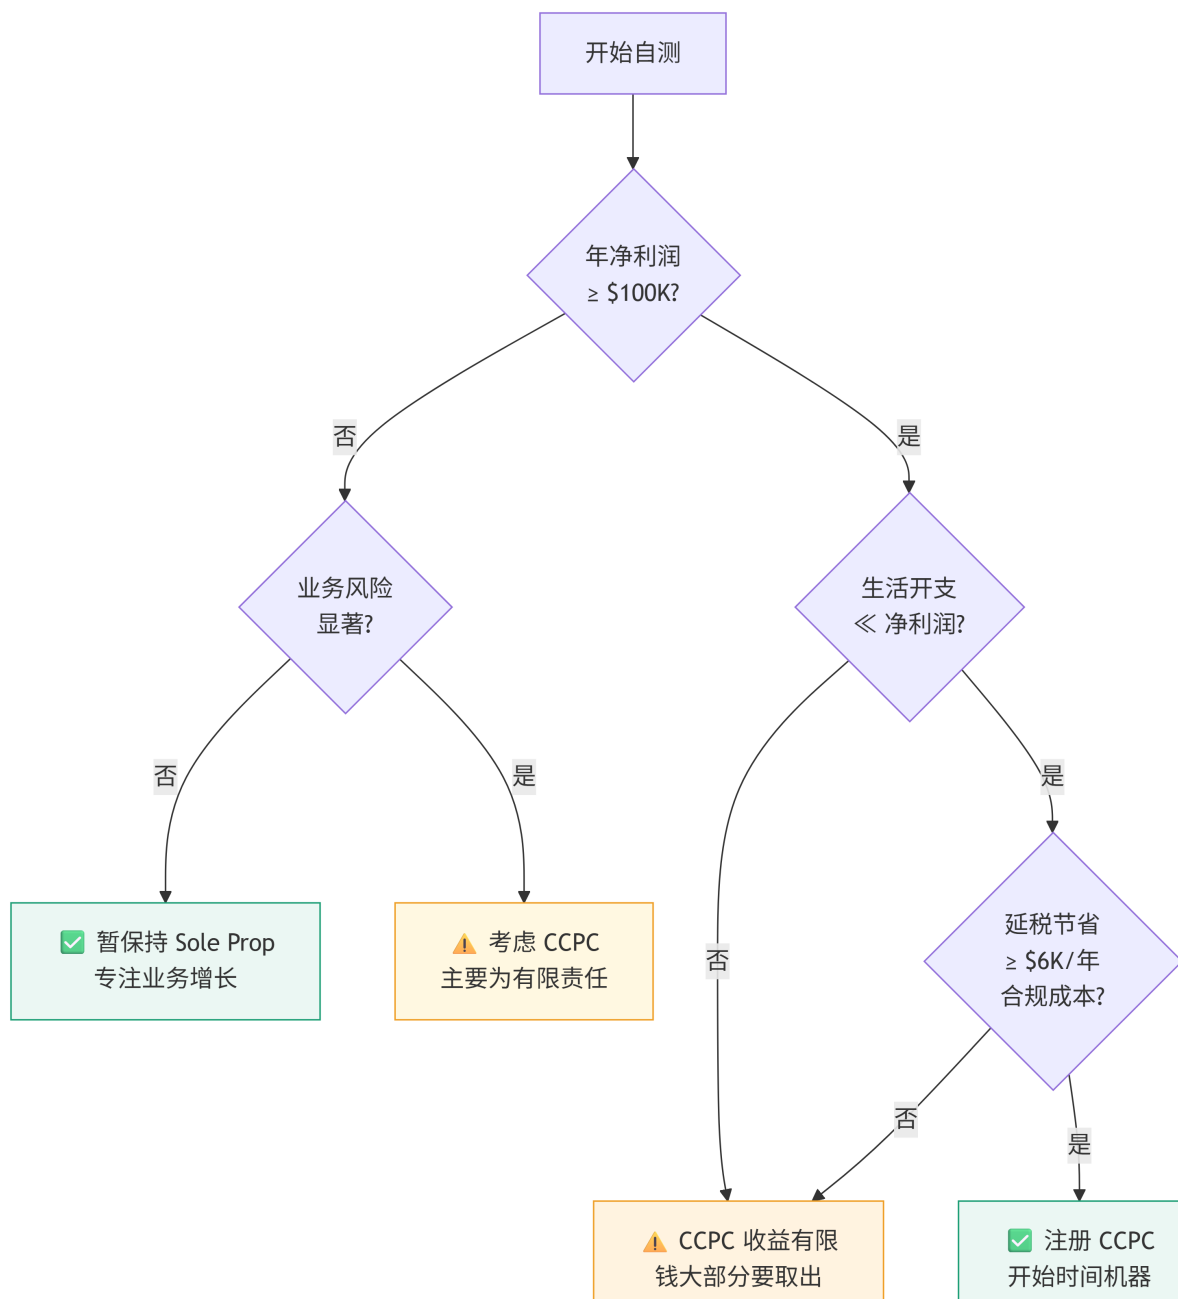 开始自测
年净利润
≥ $100K?
否
是
业务风险
显著?
生活开支
≪ 净利润?
否
是
是
✅ 暂保持 Sole Prop
专注业务增长
⚠️ 考虑 CCPC
主要为有限责任
否
延税节省
≥ $6K/年
合规成本?
否
是
⚠️ CCPC 收益有限
钱大部分要取出
✅ 注册 CCPC
开始时间机器